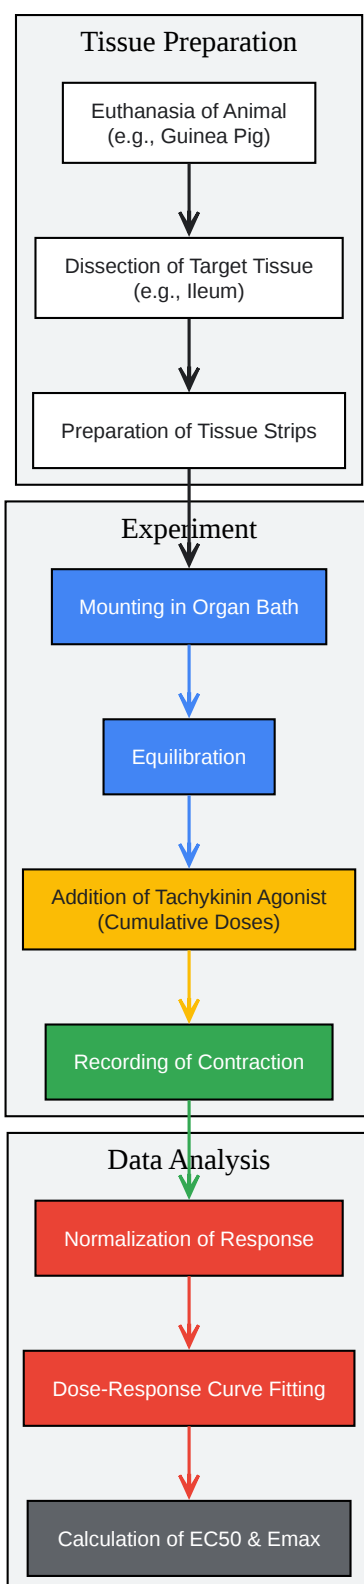 Tissue Preparation
Euthanasia of Animal
(e.g., Guinea Pig)
Dissection of Target Tissue
(e.g., Ileum)
Preparation of Tissue Strips
Experiment
Mounting in Organ Bath
Equilibration
Addition of Tachykinin Agonist
(Cumulative Doses)
Recording of Contraction
Data Analysis
Normalization of Response
Dose-Response Curve Fitting
Calculation of EC50 & Emax